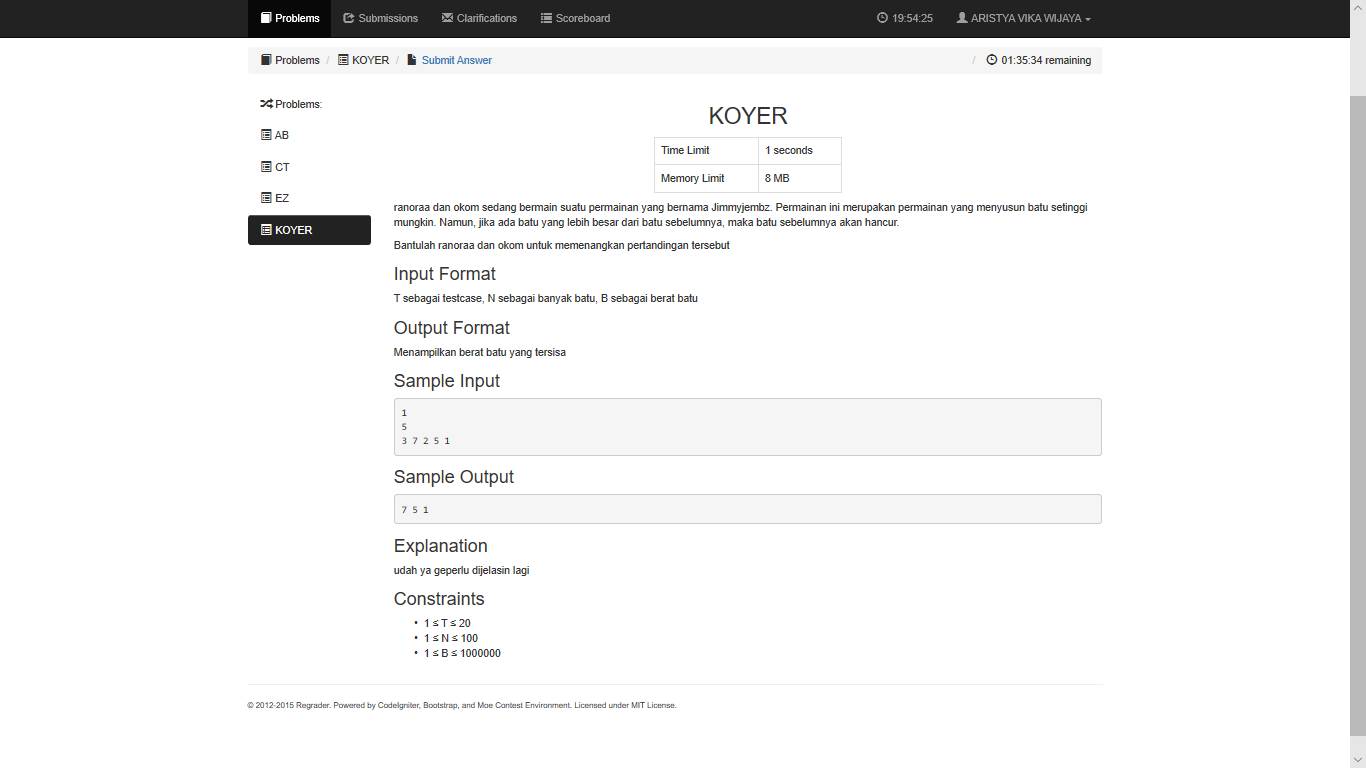 Problems Submissions Clarifications Scoreboard 19:54:25 ARISTYA VIKA WIJAYA
Problems / KOYER / Submit Answer / 01:35:34 remaining
Problems:
AB
CT
EZ
KOYER
KOYER
Time Limit 1 seconds
Memory Limit 8 MB
ranoraa dan okom sedang bermain suatu permainan yang bernama Jimmyjembz. Permainan ini merupakan permainan yang menyusun batu setinggi
mungkin. Namun, jika ada batu yang lebih besar dari batu sebelumnya, maka batu sebelumnya akan hancur.
Bantulah ranoraa dan okom untuk memenangkan pertandingan tersebut
Input Format
T sebagai testcase, N sebagai banyak batu, B sebagai berat batu
Output Format
Menampilkan berat batu yang tersisa
Sample Input
1
5
3 7 2 5 1
Sample Output
7 5 1
Explanation
udah ya geperlu dijelasin lagi
Constraints
• 1 ≤ T ≤ 20
• 1 ≤ N ≤ 100
• 1 ≤ B ≤ 1000000
© 2012-2015 Regrader. Powered by CodeIgniter, Bootstrap, and Moe Contest Environment. Licensed under MIT License.